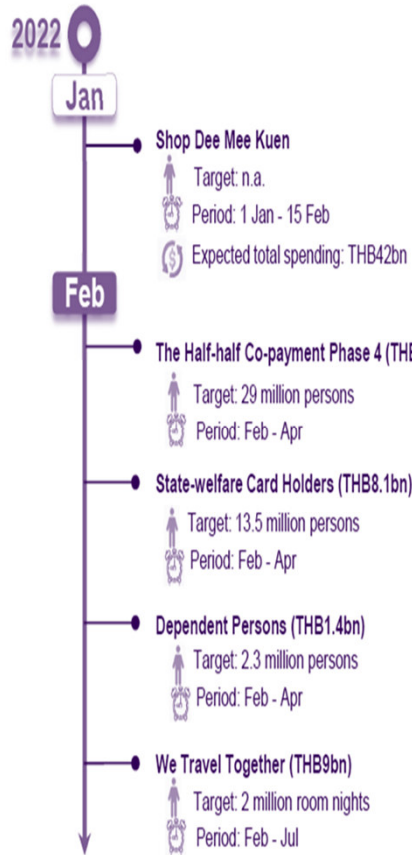 2022
Jan
Shop Dee Mee Kuen
Target: n.a.
Period: 1 Jan - 15 Feb
Expected total spending: THB42bn
Feb
The Half-half Co-payment Phase 4 (THB
Target: 29 million persons
Period: Feb - Apr
State-welfare Card Holders (THB8.1bn)
Target: 13.5 million persons
Period: Feb - Apr
Dependent Persons (THB1.4bn)
Target: 2.3 million persons
Period: Feb - Apr
We Travel Together (THB9bn)
Target: 2 million room nights
Period: Feb - Jul